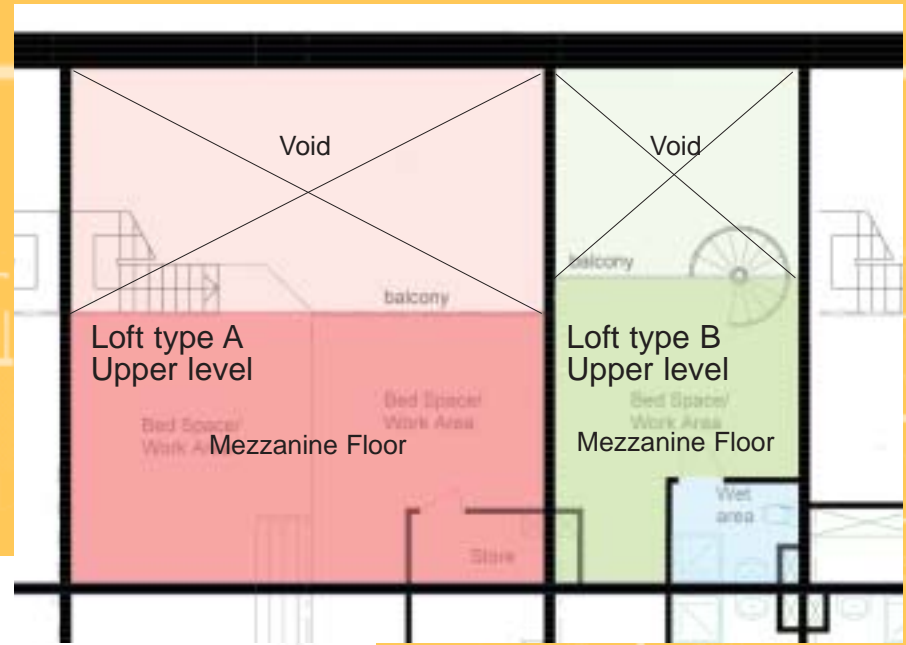 Void
balcony
Loft type A
Upper level
Bed Space/
Work Area
Bed Space/
Work Area
Mezzanine Floor
Store
Void
balcony
Loft type B
Upper level
Bed Space/
Work Area
Mezzanine Floor
Wet
area